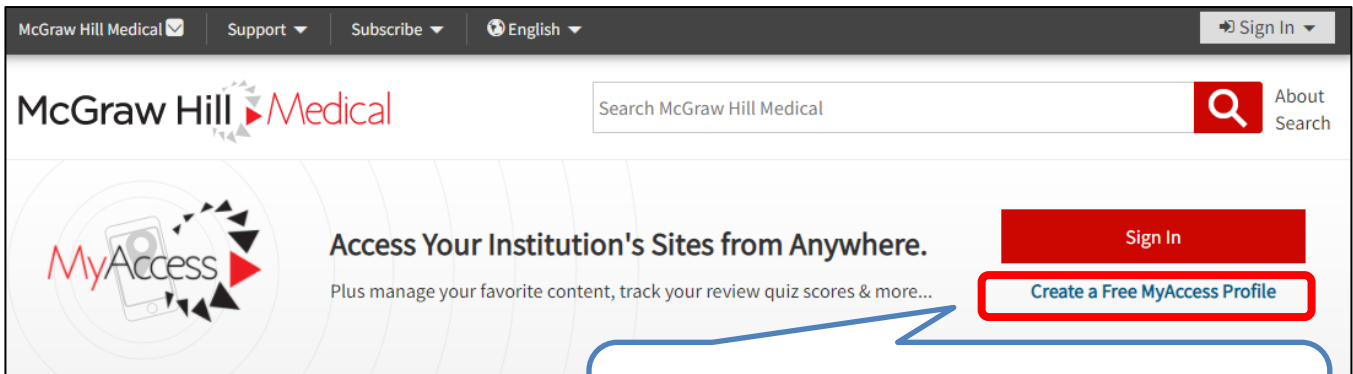 McGraw Hill Medical Support Subscribe English Sign In
McGraw Hill Medical
Search McGraw Hill Medical
About
Search
MyAccess
Access Your Institution's Sites from Anywhere.
Plus manage your favorite content, track your review quiz scores & more...
Sign In
Create a Free MyAccess Profile